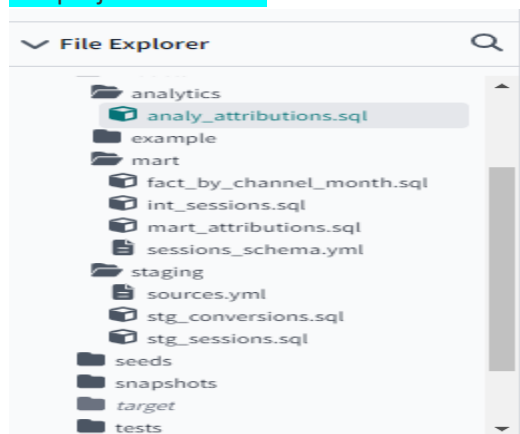 File Explorer
analytics
analy_attributions.sql
example
mart
fact_by_channel_month.sql
int_sessions.sql
mart_attributions.sql
sessions_schema.yml
staging
sources.yml
stg_conversions.sql
stg_sessions.sql
seeds
snapshots
target
tests